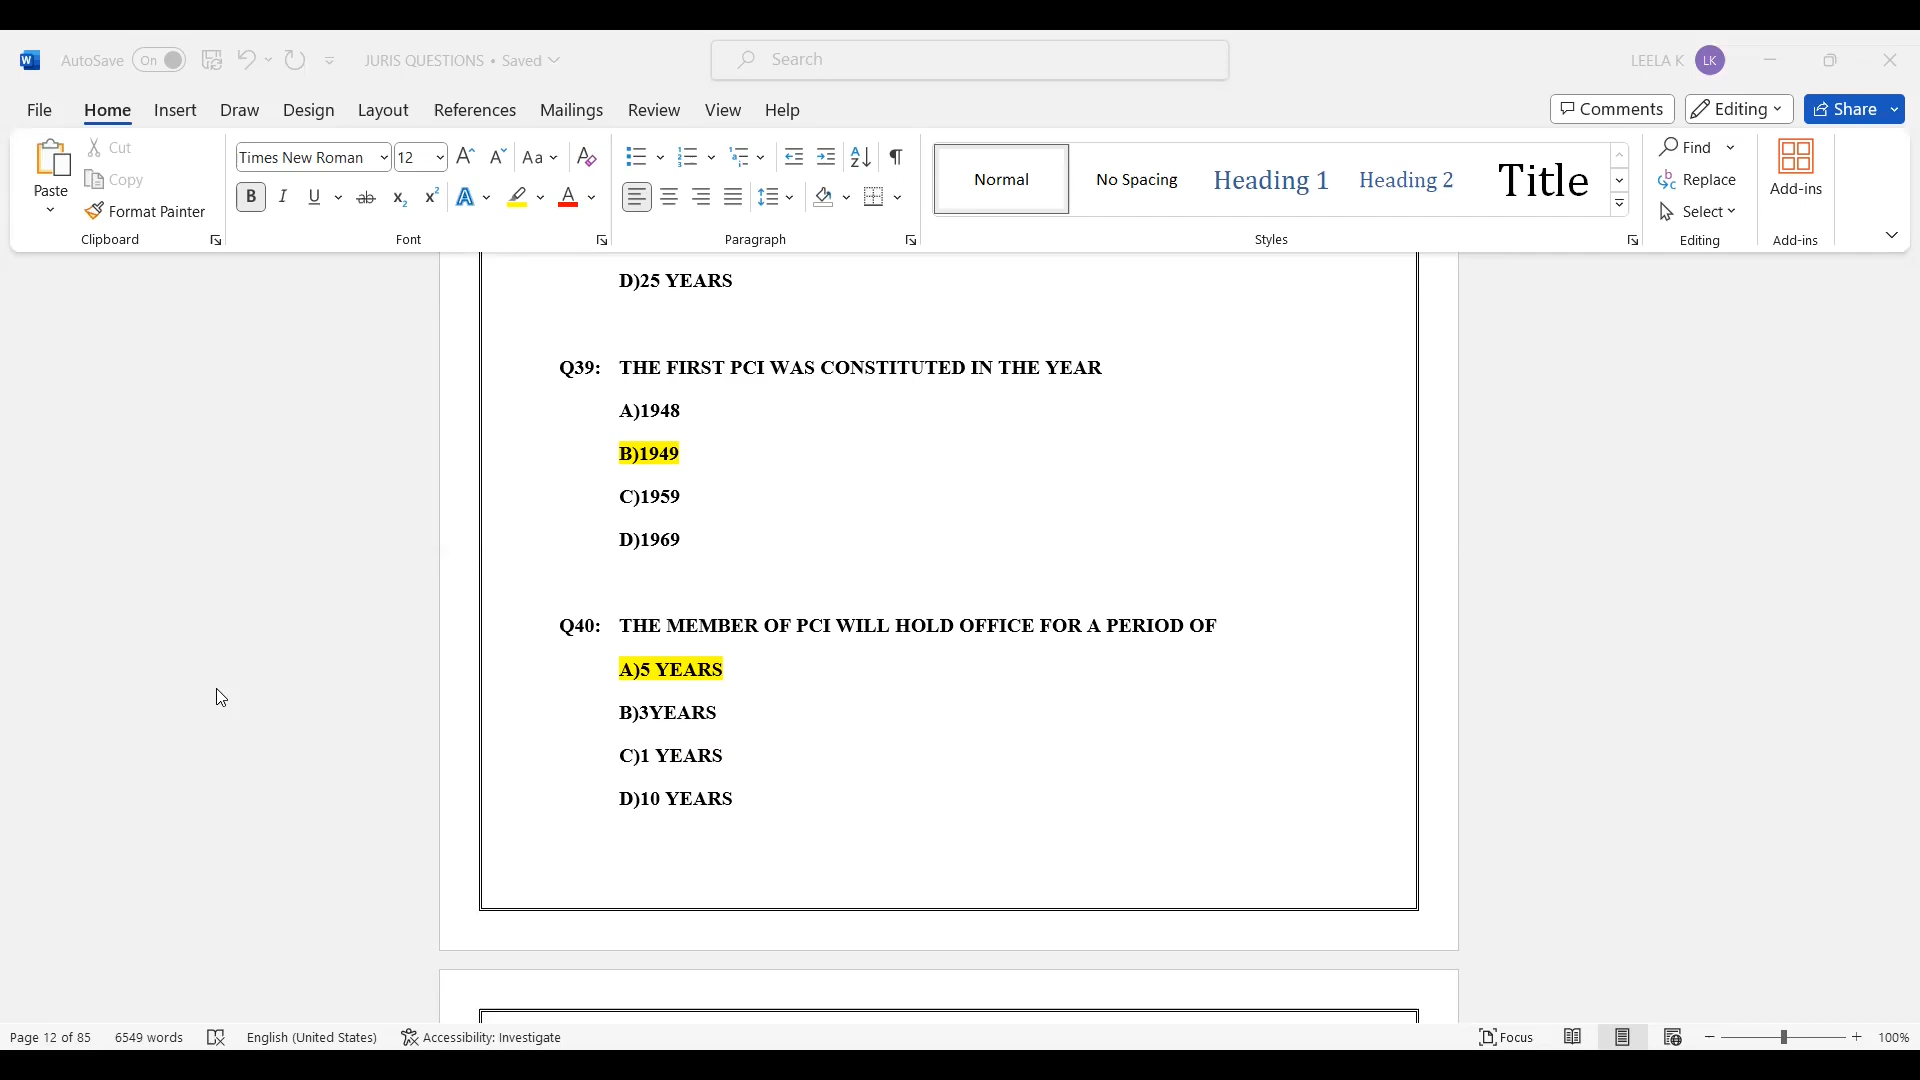 AutoSave On JURIS QUESTIONS • Saved Search LEELA K LK
File Home Insert Draw Design Layout References Mailings Review View Help Comments Editing Share
Paste Cut Copy Format Painter
Clipboard
Times New Roman 12 Aa
B I U ab x2 x2 A A
Font
Paragraph
Normal No Spacing Heading 1 Heading 2 Title
Styles
Find
Replace
Select
Editing
Add-ins
Add-ins
D)25 YEARS
Q39: THE FIRST PCI WAS CONSTITUTED IN THE YEAR
A)1948
B)1949
C)1959
D)1969
Q40: THE MEMBER OF PCI WILL HOLD OFFICE FOR A PERIOD OF
A)5 YEARS
B)3YEARS
C)1 YEARS
D)10 YEARS
Page 12 of 85 6549 words English (United States) Accessibility: Investigate Focus 100%